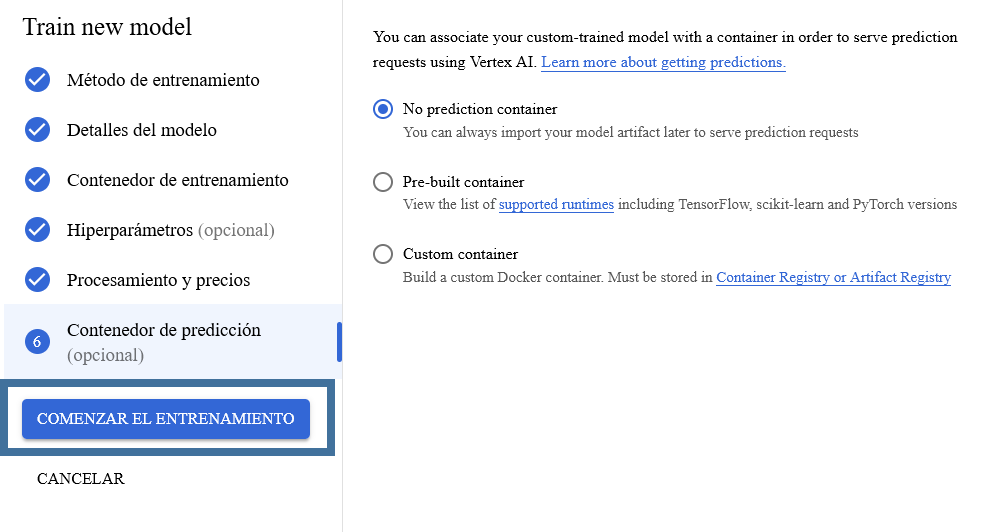 Train new model
Método de entrenamiento
Detalles del modelo
Contenedor de entrenamiento
Hiperparámetros (opcional)
Procesamiento y precios
6
Contenedor de predicción
(opcional)
COMENZAR EL ENTRENAMIENTO
CANCELAR
You can associate your custom-trained model with a container in order to serve prediction
requests using Vertex AI. Learn more about getting predictions.
No prediction container
You can always import your model artifact later to serve prediction requests
Pre-built container
View the list of supported runtimes including TensorFlow, scikit-learn and PyTorch versions
Custom container
Build a custom Docker container. Must be stored in Container Registry or Artifact Registry